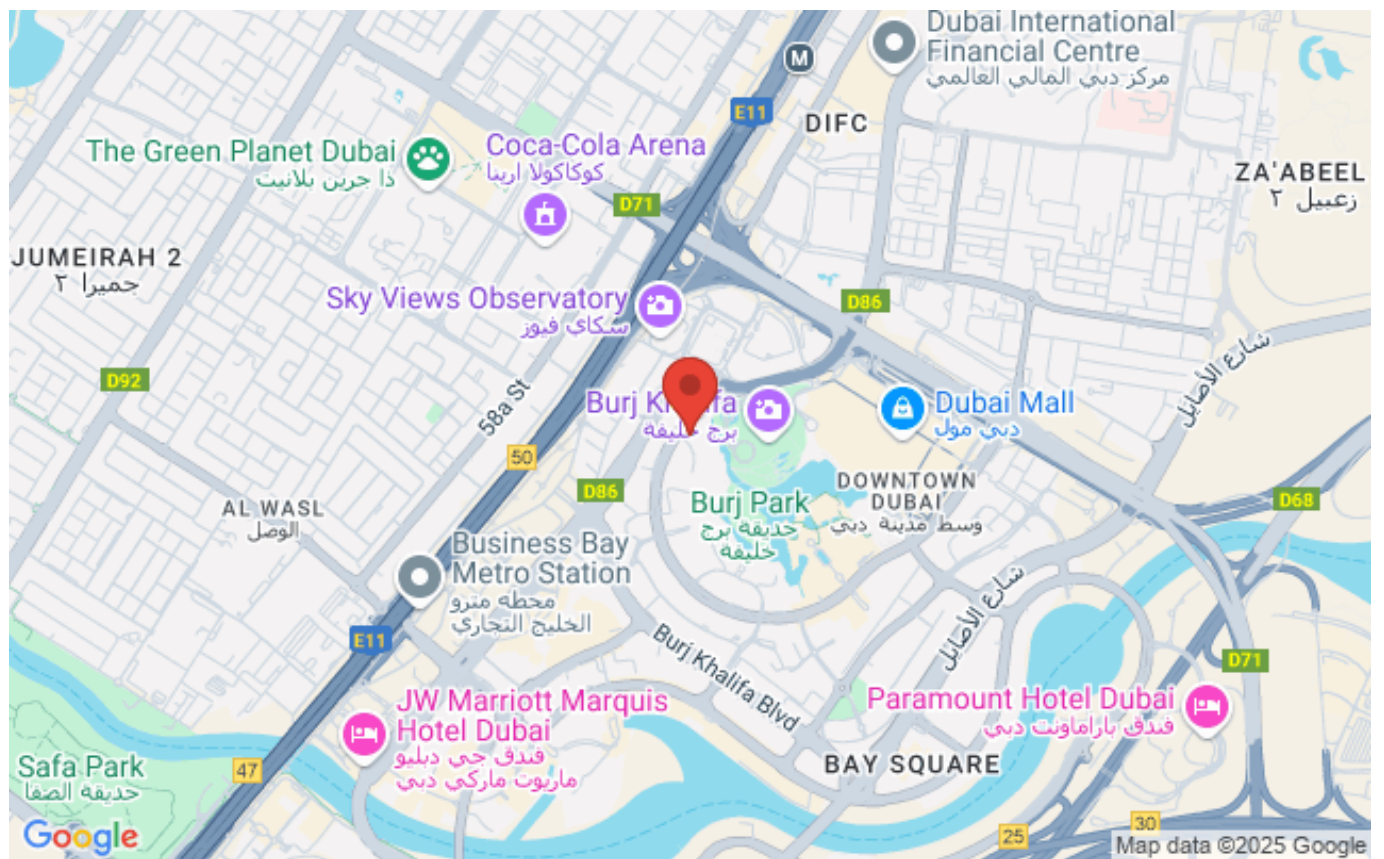 Dubai International
Financial Centre
مركز دبي المالي العالمي
M
E11
DIFC
The Green Planet Dubai
ذا جرين بلانيت
Coca-Cola Arena
كوكاكولا ارينا
ZA'ABEEL
زعبيل ٢
D71
JUMEIRAH 2
جميرا ٢
Sky Views Observatory
سكاي فيوز
D86
شارع الأصايل
D92
58a St
Burj Khalifa
برج خليفة
Dubai Mall
دبي مول
50
D86
DOWNTOWN
DUBAI
وسط مدينة دبي
D68
Burj Park
حديقة برج
خليفة
AL WASL
الوصل
Business Bay
Metro Station
محطة مترو
الخليج التجاري
شارع الأصايل
E11
Burj Khalifa Blvd
D71
JW Marriott Marquis
Hotel Dubai
فندق جي دبليو
ماريوت ماركي دبي
Paramount Hotel Dubai
فندق باراماونت دبي
BAY SQUARE
Safa Park
حديقة الصفا
47
Google
25
30
Map data ©2025 Google